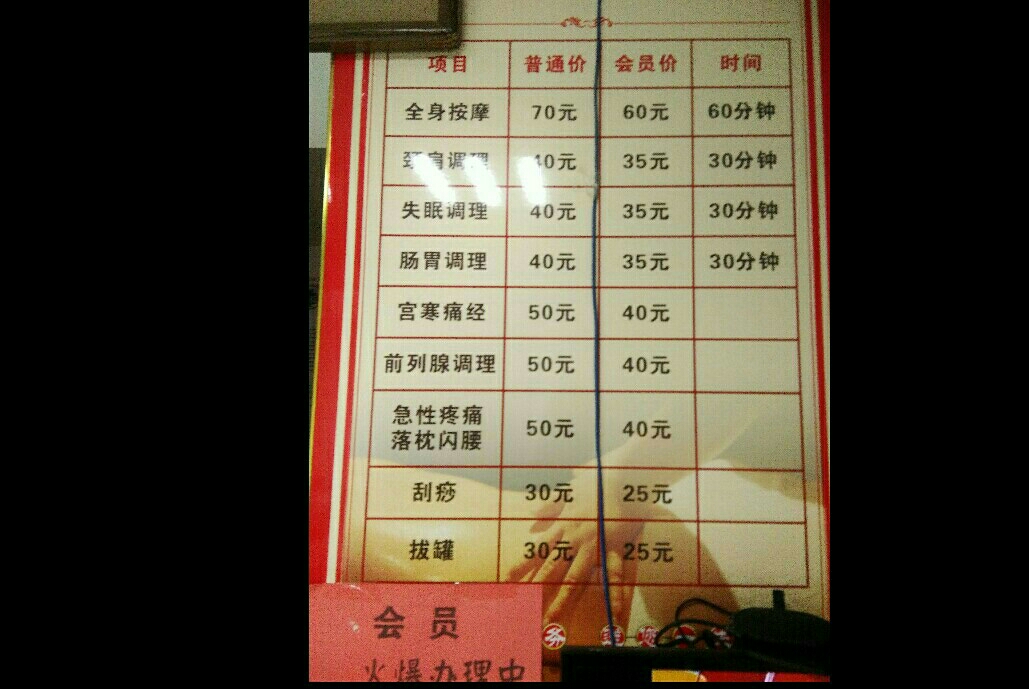 项目 普通价 会员价 时间
全身按摩 70元 60元 60分钟
颈肩调理 40元 35元 30分钟
失眠调理 40元 35元 30分钟
肠胃调理 40元 35元 30分钟
宫寒痛经 50元 40元
前列腺调理 50元 40元
急性疼痛
落枕闪腰 50元 40元
刮痧 30元 25元
拔罐 30元 25元
会员
火爆办理中